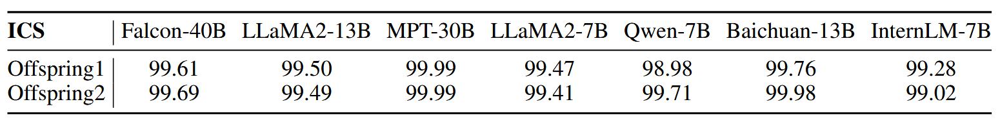 ICS Falcon-40B LLaMA2-13B MPT-30B LLaMA2-7B Qwen-7B Baichuan-13B InternLM-7B
Offspring1 99.61 99.50 99.99 99.47 98.98 99.76 99.28
Offspring2 99.69 99.49 99.99 99.41 99.71 99.98 99.02